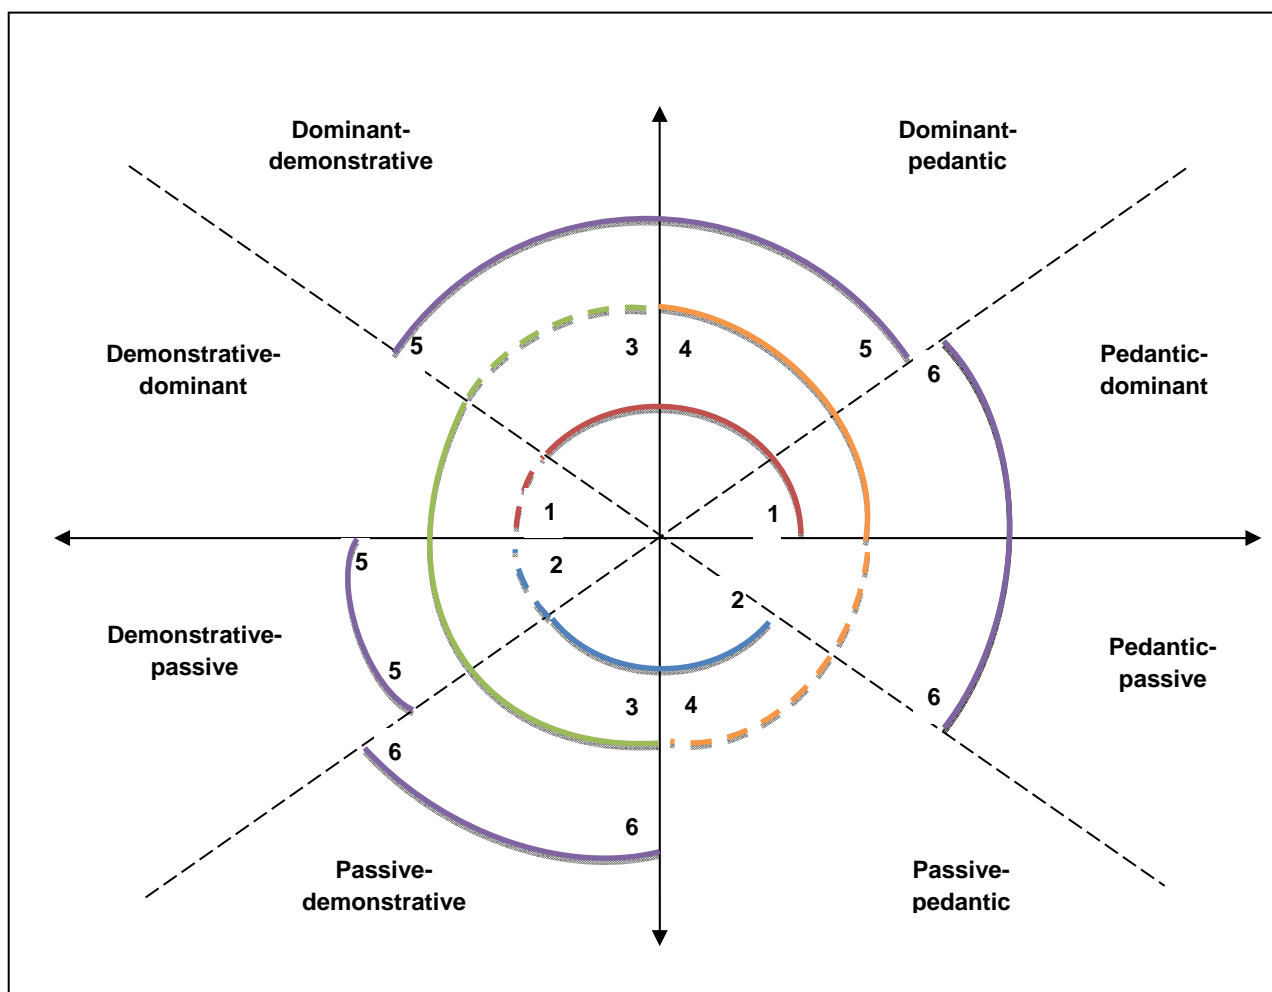 Dominant-
demonstrative
Dominant-
pedantic
3
4
5
5
6
Demonstrative-
dominant
Pedantic-
dominant
1
1
5
2
2
Demonstrative-
passive
Pedantic-
passive
5
3
4
6
6
6
Passive-
demonstrative
Passive-
pedantic